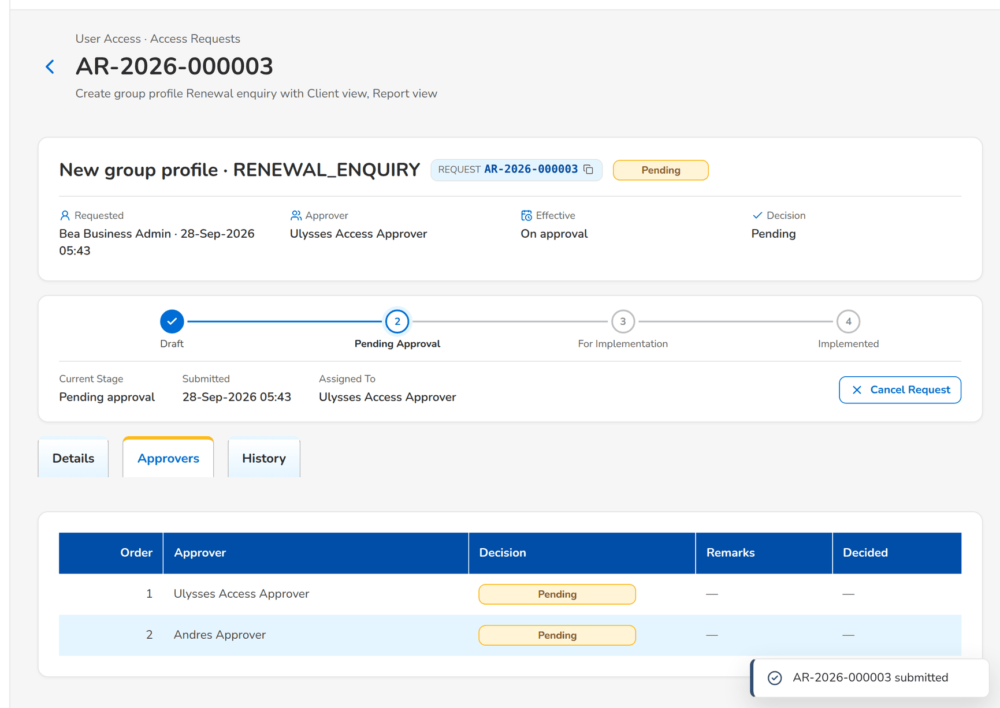 User Access · Access Requests
AR-2026-000003
Create group profile Renewal enquiry with Client view, Report view
New group profile · RENEWAL_ENQUIRY
REQUEST AR-2026-000003
Pending
Requested
Approver
Effective
Decision
Bea Business Admin · 28-Sep-2026 05:43
Ulysses Access Approver
On approval
Pending
2
3
4
Draft
Pending Approval
For Implementation
Implemented
Current Stage
Submitted
Assigned To
Pending approval
28-Sep-2026 05:43
Ulysses Access Approver
Cancel Request
Details
Approvers
History
Order Approver Decision Remarks Decided
1 Ulysses Access Approver Pending — —
2 Andres Approver Pending — —
AR-2026-000003 submitted